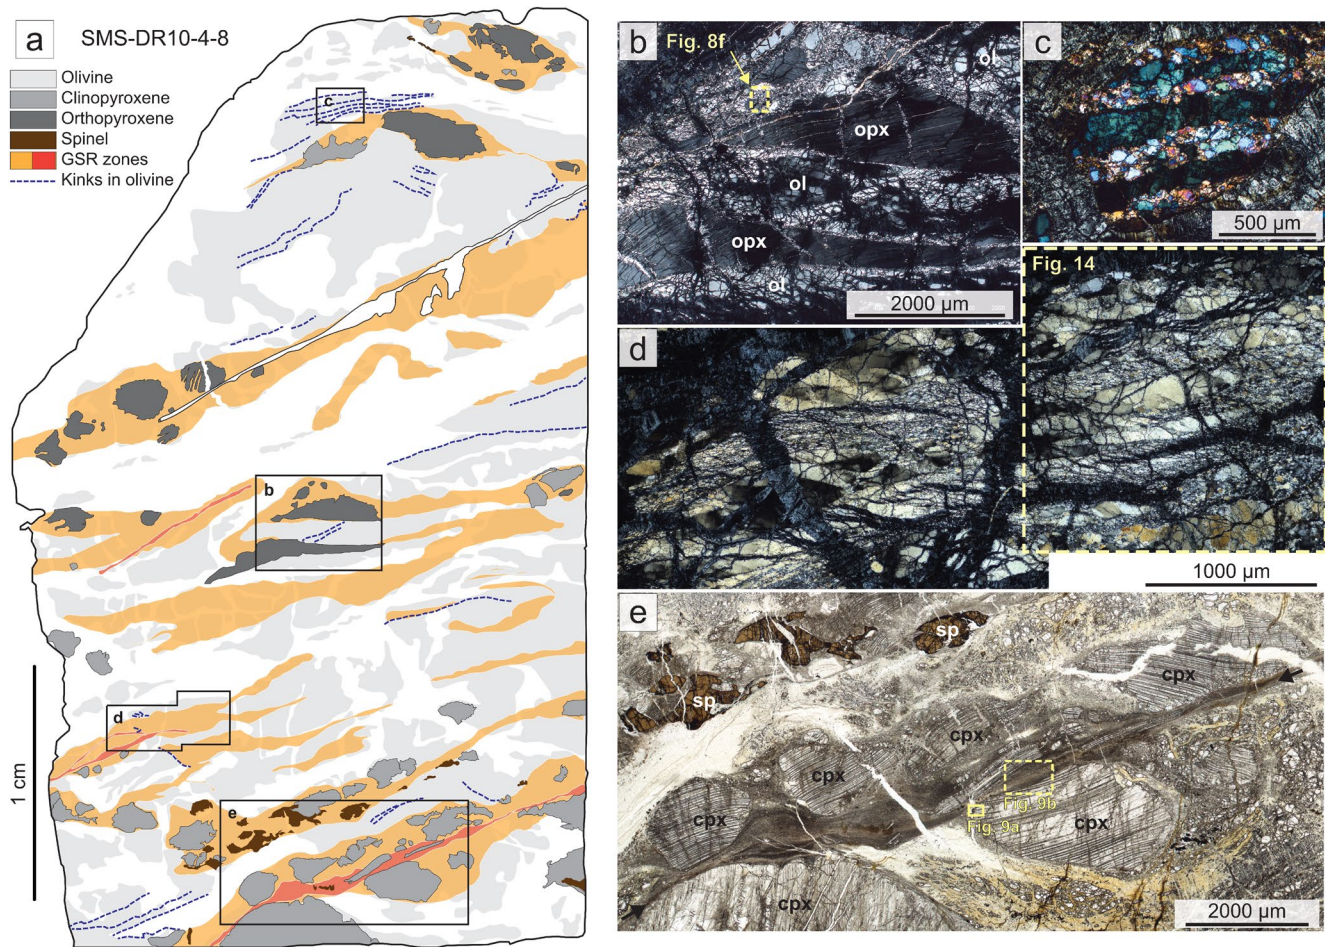 a SMS-DR10-4-8
Olivine
Clinopyroxene
Orthopyroxene
Spinel
GSR zones
Kinks in olivine
c
b
d
e
1 cm
b
Fig. 8f
ol
opx
ol
opx
ol
2000 µm
c
500 µm
d
Fig. 14
1000 µm
e
sp
sp
cpx
cpx
cpx
cpx
cpx
cpx
Fig. 9b
Fig. 9a
2000 µm